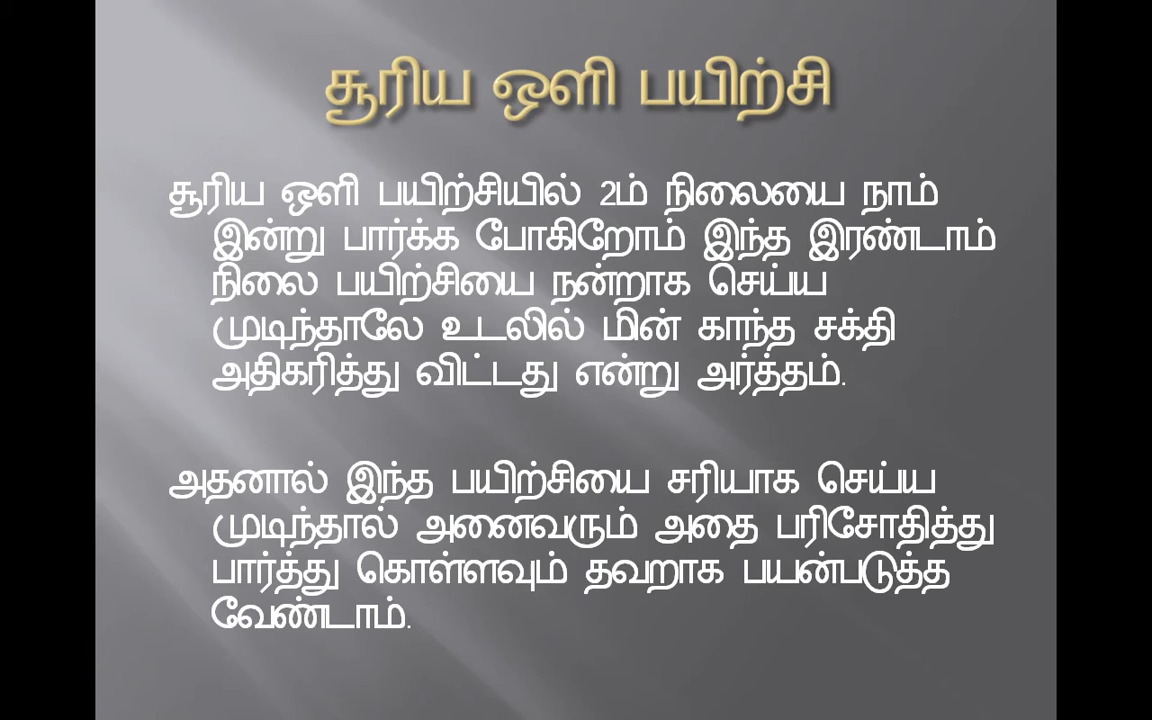 சூரிய ஒளி பயிற்சி
சூரிய ஒளி பயிற்சியில் 2ம் நிலையை நாம்
இன்று பார்க்க போகிறோம் இந்த இரண்டாம்
நிலை பயிற்சியை நன்றாக செய்ய
முடிந்தாலே உடலில் மின் காந்த சக்தி
அதிகரித்து விட்டது என்று அர்த்தம்.
அதனால் இந்த பயிற்சியை சரியாக செய்ய
முடிந்தால் அனைவரும் அதை பரிசோதித்து
பார்த்து கொள்ளவும் தவறாக பயன்படுத்த
வேண்டாம்.